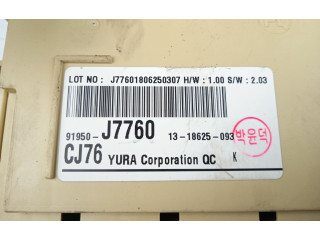 LOT NO : J77601806250307 H/W : 1.00 S/W : 2.03
91950- J7760 13-18625-093
CJ76 YURA Corporation QC K
박윤덕